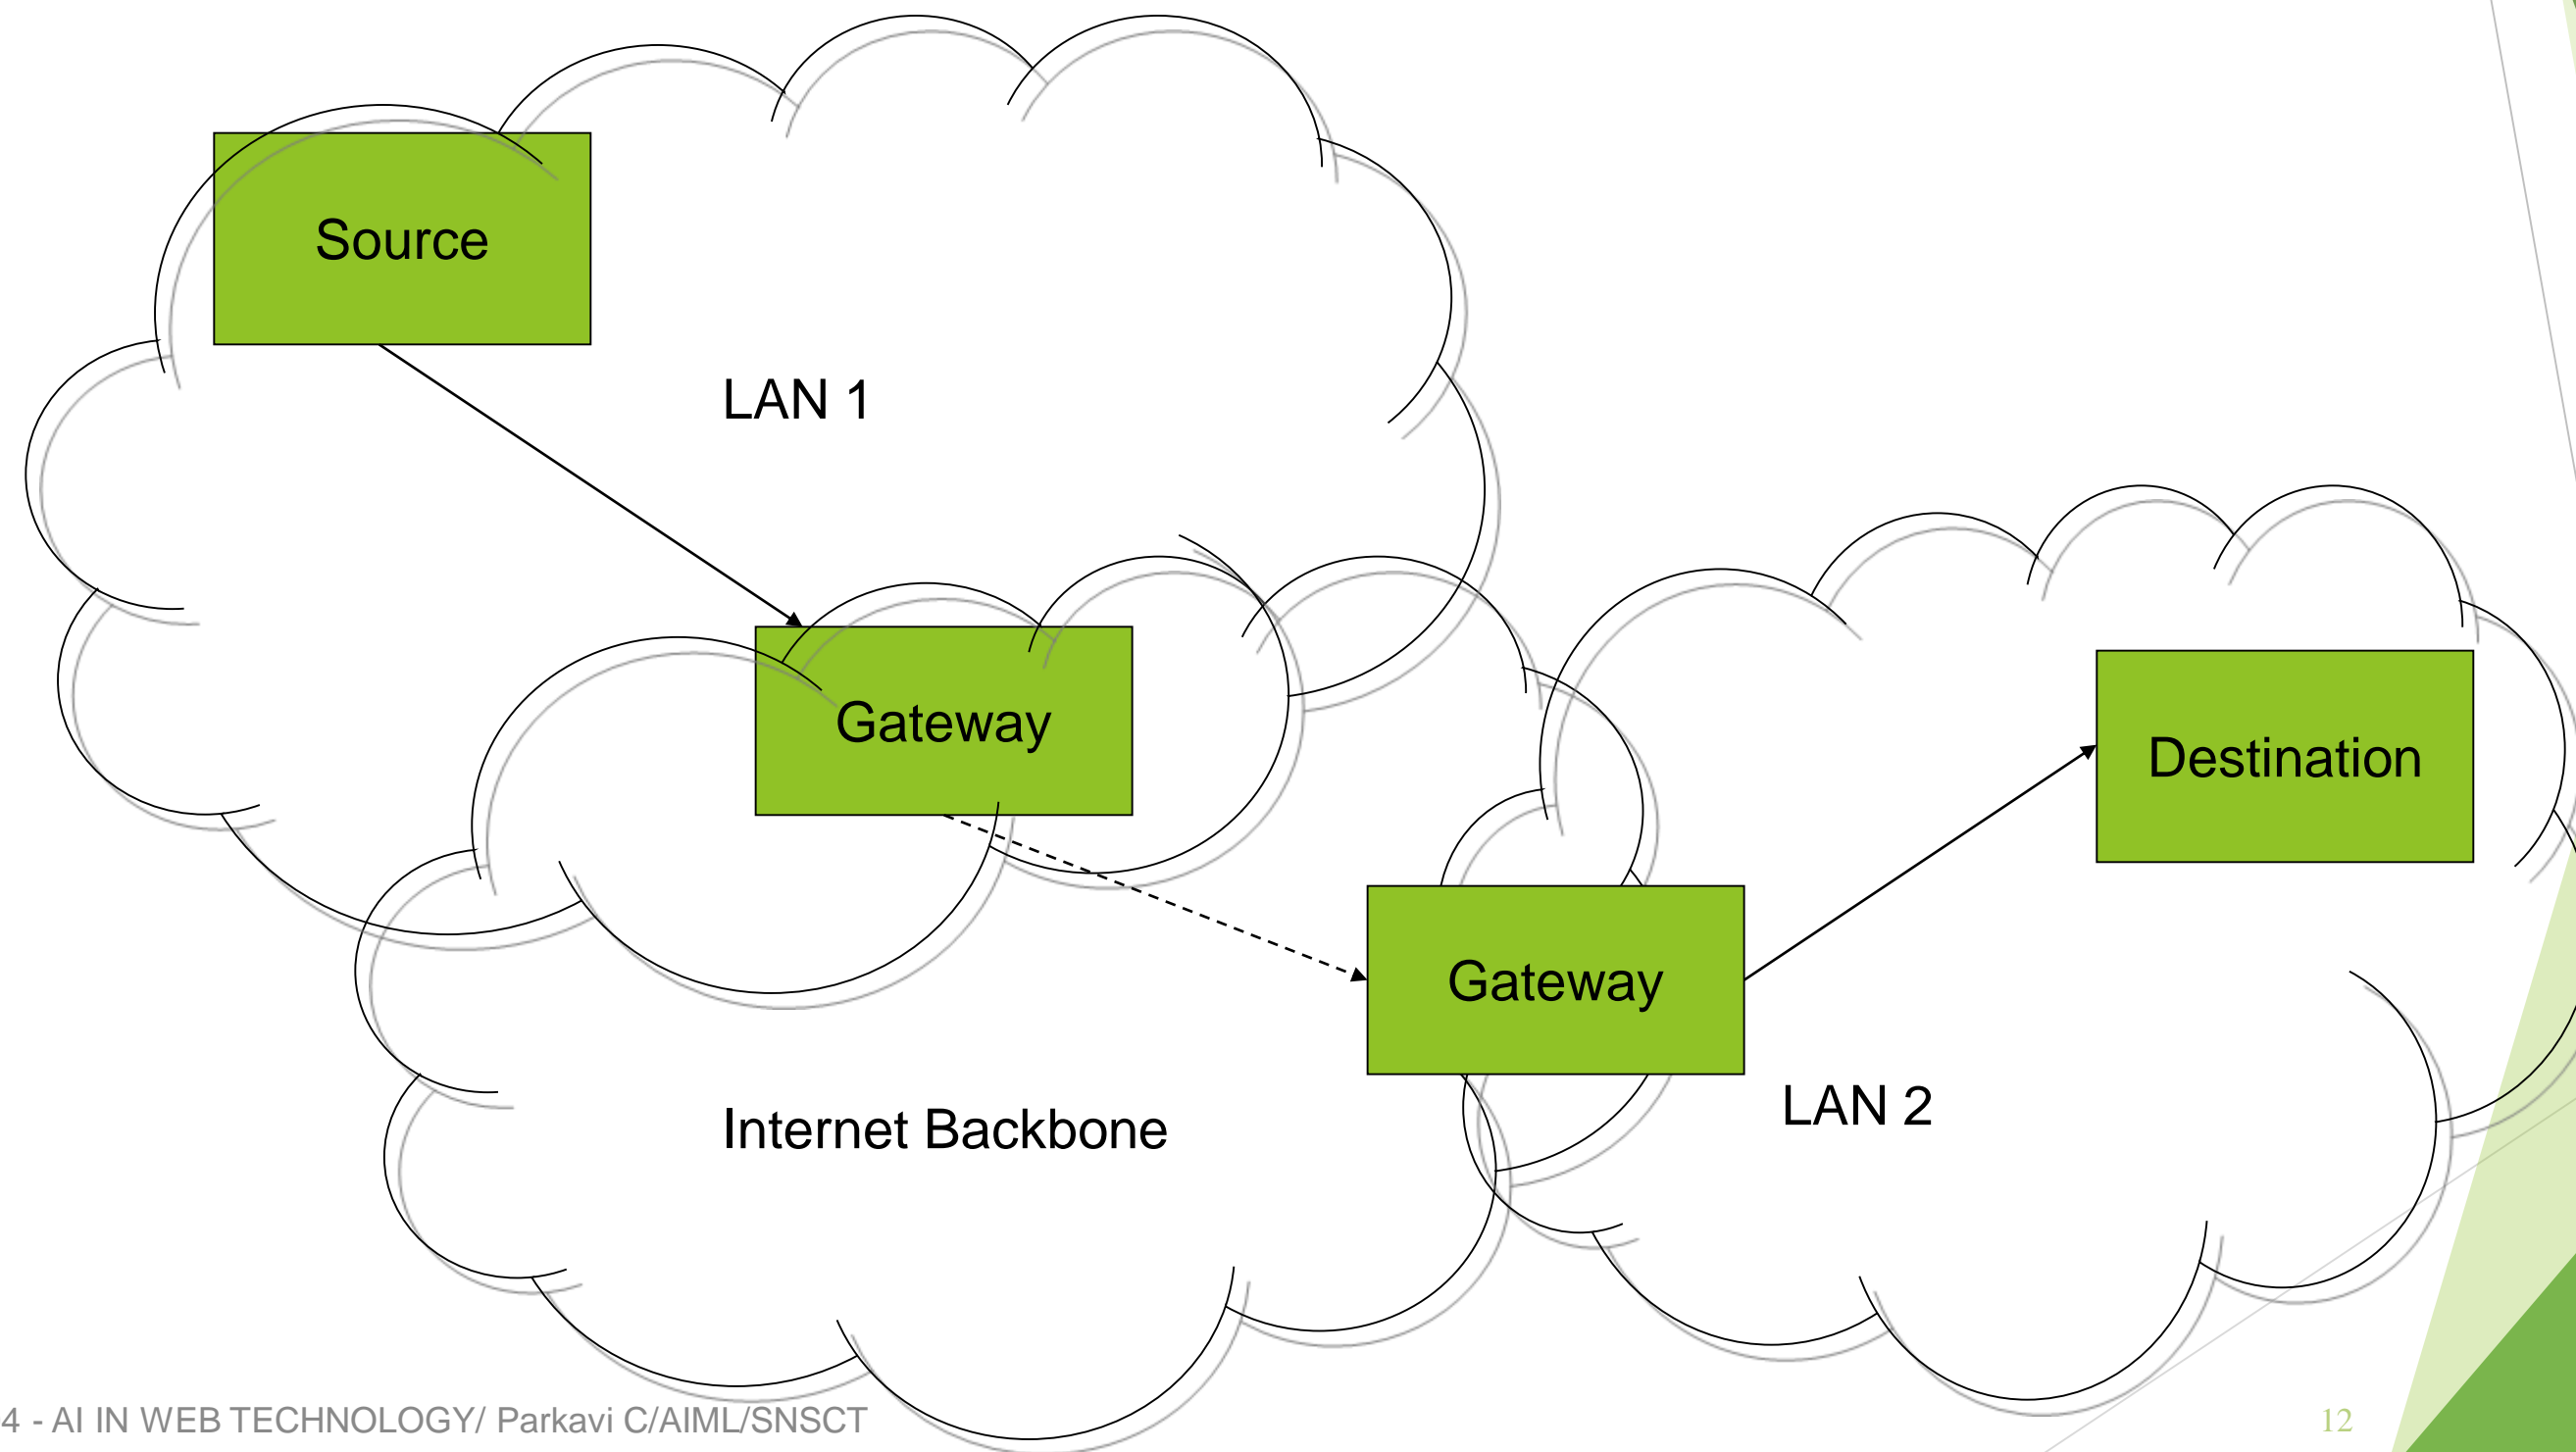 Source
LAN 1
Gateway
Destination
Gateway
LAN 2
Internet Backbone
4 - AI IN WEB TECHNOLOGY/ Parkavi C/AIML/SNSCT
12